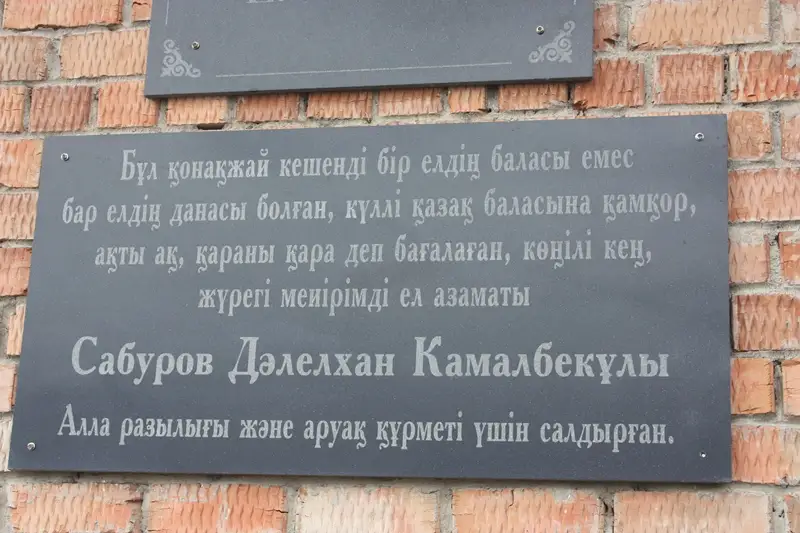 Бұл қонақжай кешенді бір елдің баласы емес
бар елдің данасы болған, күллі қазақ баласына қамқор,
ақты ақ, қараны қара деп бағалаған, көңілі кең,
жүрегі меиірімді ел азаматы
Сабуров Дәлелхан Камалбекұлы
Алла разылығы және аруақ құрметі үшін салдырған.